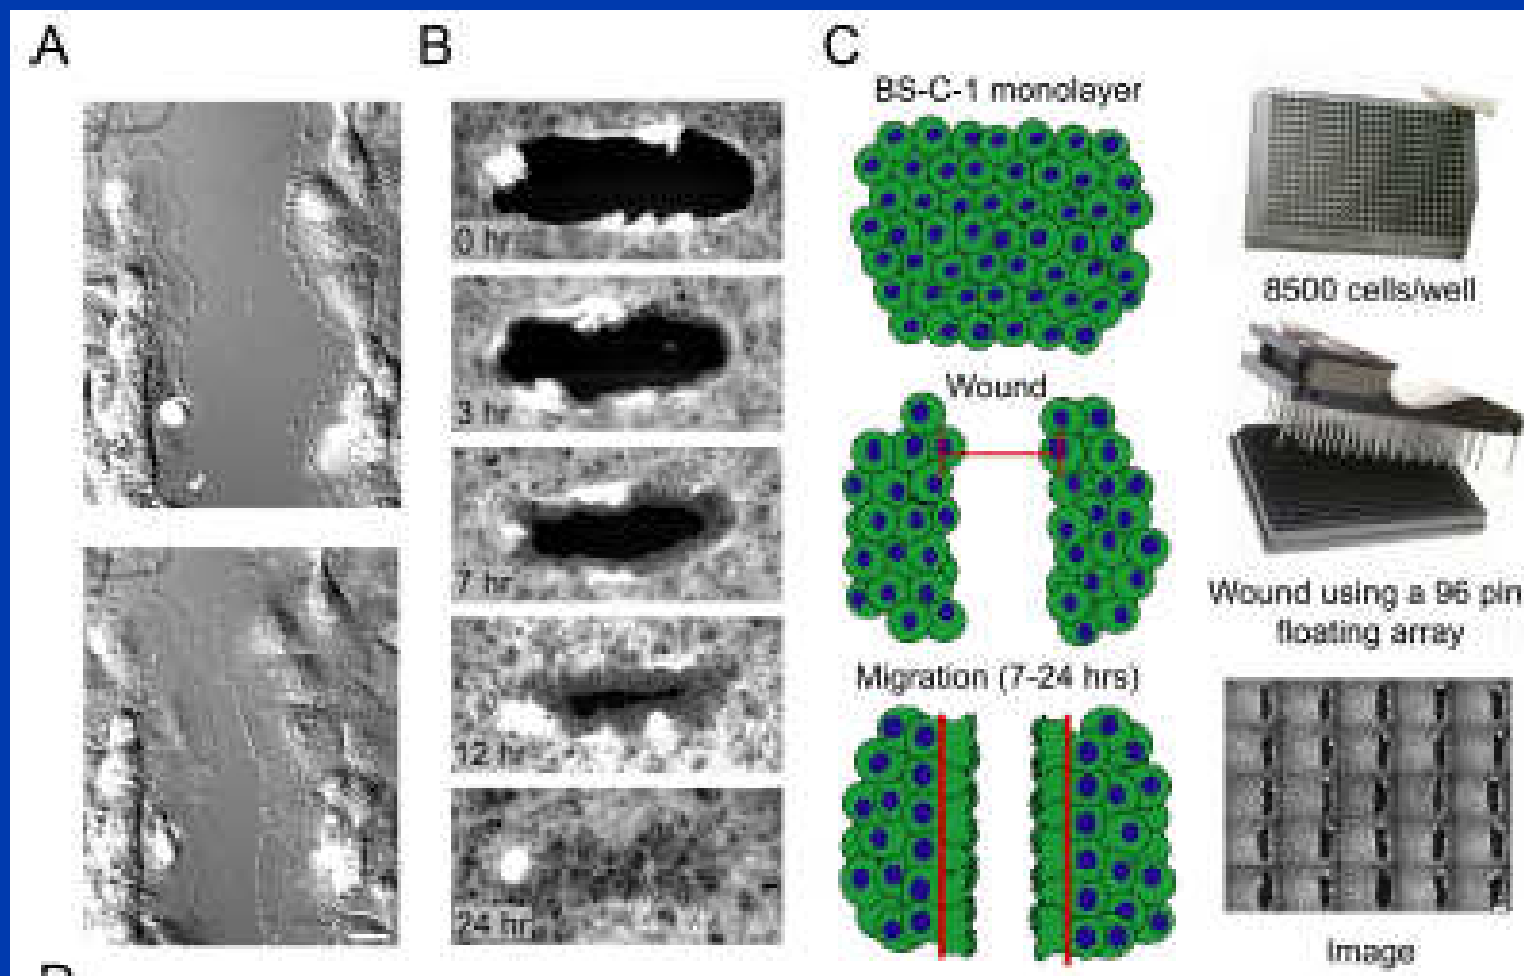 A
B
C
BS-C-1 monolayer
0 hr
3 hr
7 hr
12 hr
24 hr
Wound
Migration (7-24 hrs)
8500 cells/well
Wound using a 96 pin
floating array
Image